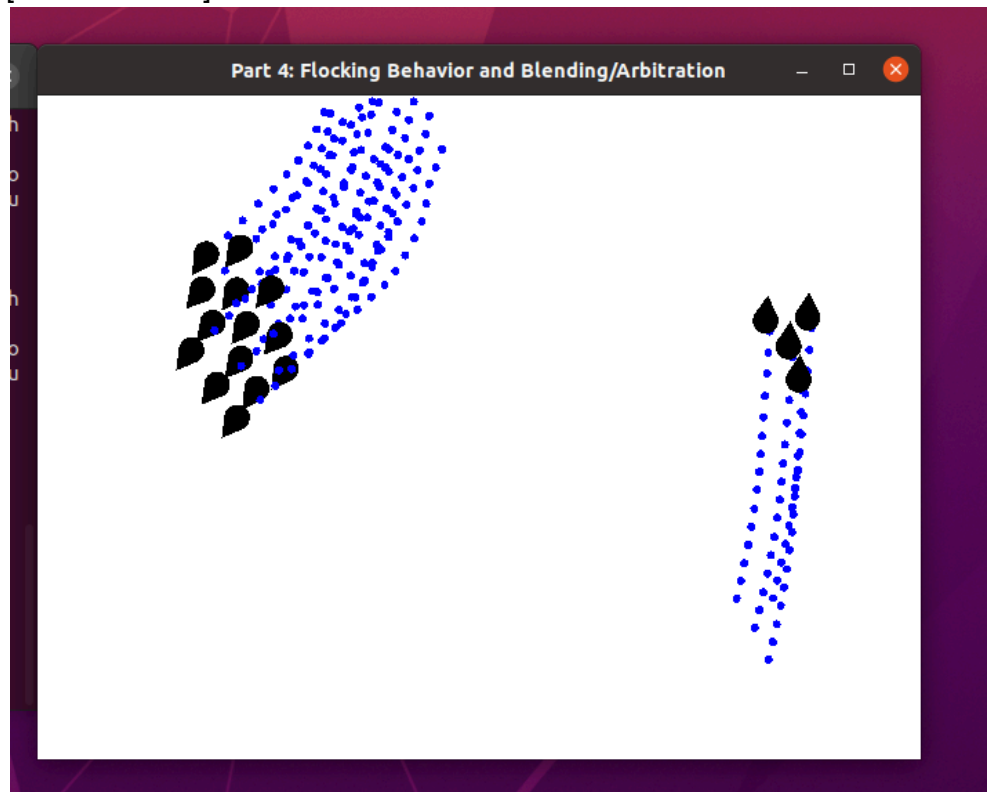 Part 4: Flocking Behavior and Blending/Arbitration
h
o
u
h
o
u